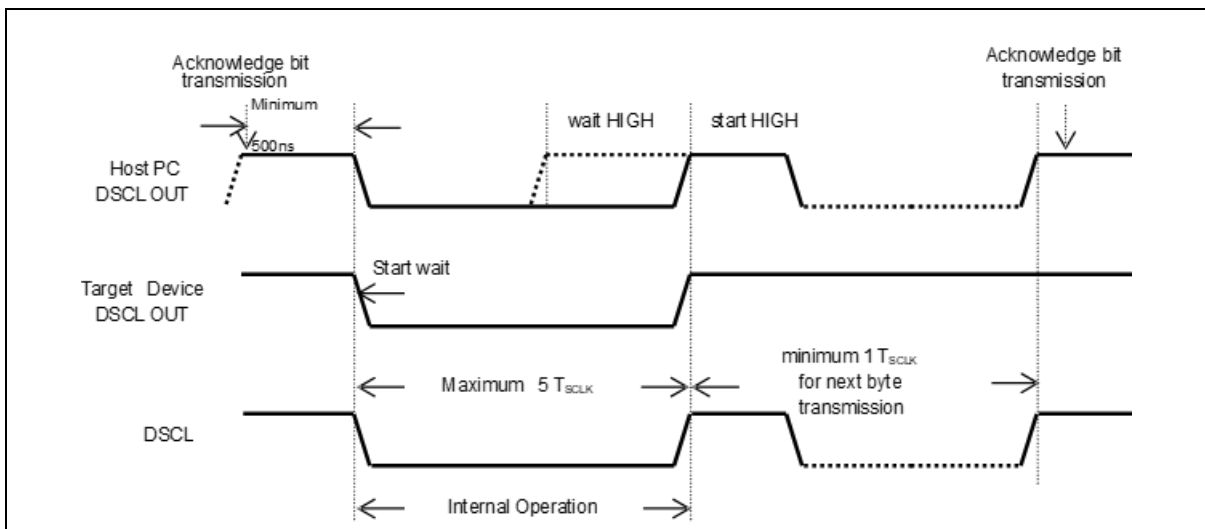 Acknowledge bit
transmission
Acknowledge bit
transmission
Minimum
500ns
wait HIGH
start HIGH
Host PC
DSCL OUT
Start wait
Target Device
DSCL OUT
Maximum 5 TSCLK
minimum 1 TSCLK
for next byte
transmission
DSCL
Internal Operation